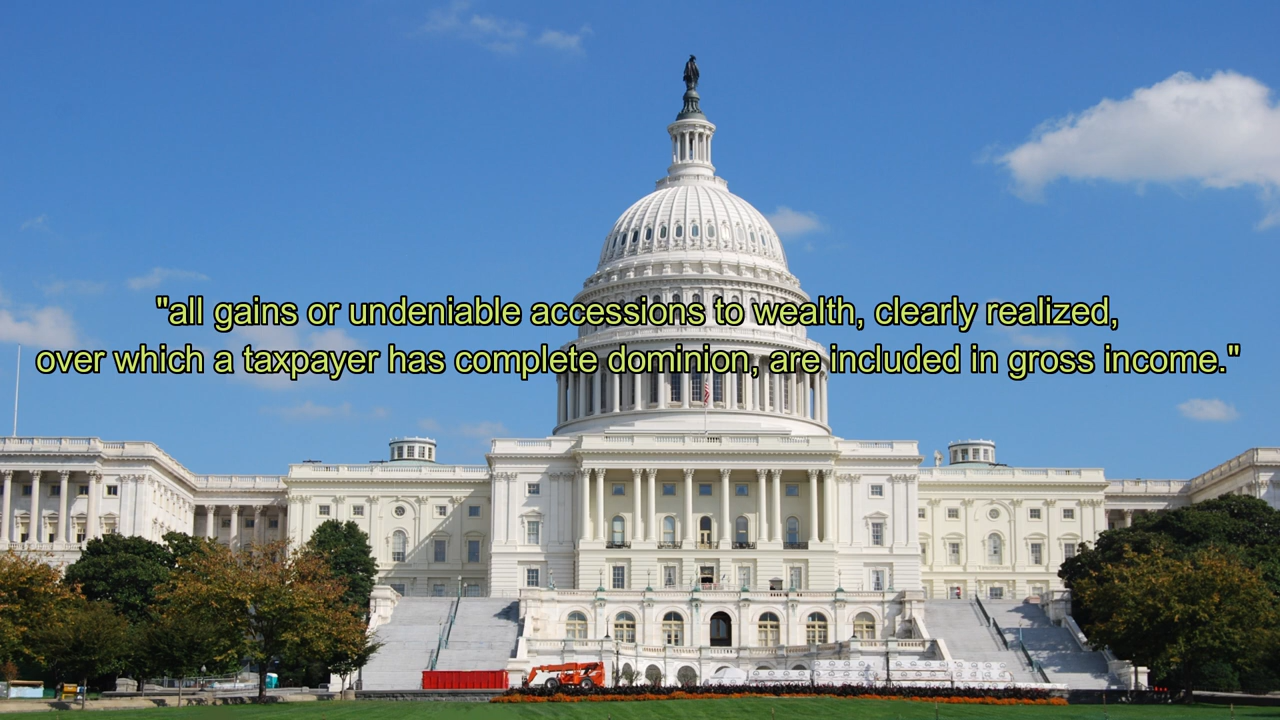 "all gains or undeniable accessions to wealth, clearly realized,
over which a taxpayer has complete dominion, are included in gross income."